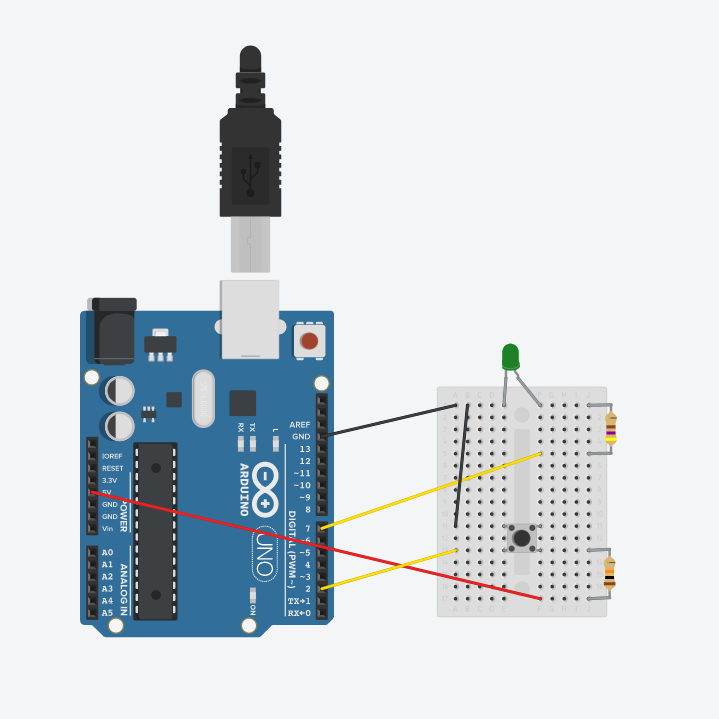 AREF
GND
13
12
~11
~10
~9
8
7
~6
~5
4
~3
2
TX→1
RX←0
DIGITAL (PWM~)
RX
TX
L
ARDUINO
UNO
ON
IOREF
RESET
3.3V
5V
GND
GND
Vin
POWER
A0
A1
A2
A3
A4
A5
ANALOG IN